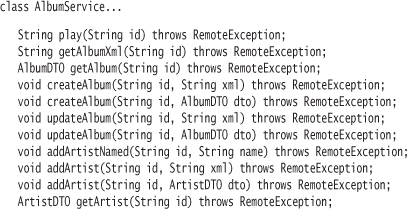 class AlbumService...
String play(String id) throws RemoteException;
String getAlbumXml(String id) throws RemoteException;
AlbumDTO getAlbum(String id) throws RemoteException;
void createAlbum(String id, String xml) throws RemoteException;
void createAlbum(String id, AlbumDTO dto) throws RemoteException;
void updateAlbum(String id, String xml) throws RemoteException;
void updateAlbum(String id, AlbumDTO dto) throws RemoteException;
void addArtistNamed(String id, String name) throws RemoteException;
void addArtist(String id, String xml) throws RemoteException;
void addArtist(String id, ArtistDTO dto) throws RemoteException;
ArtistDTO getArtist(String id) throws RemoteException;